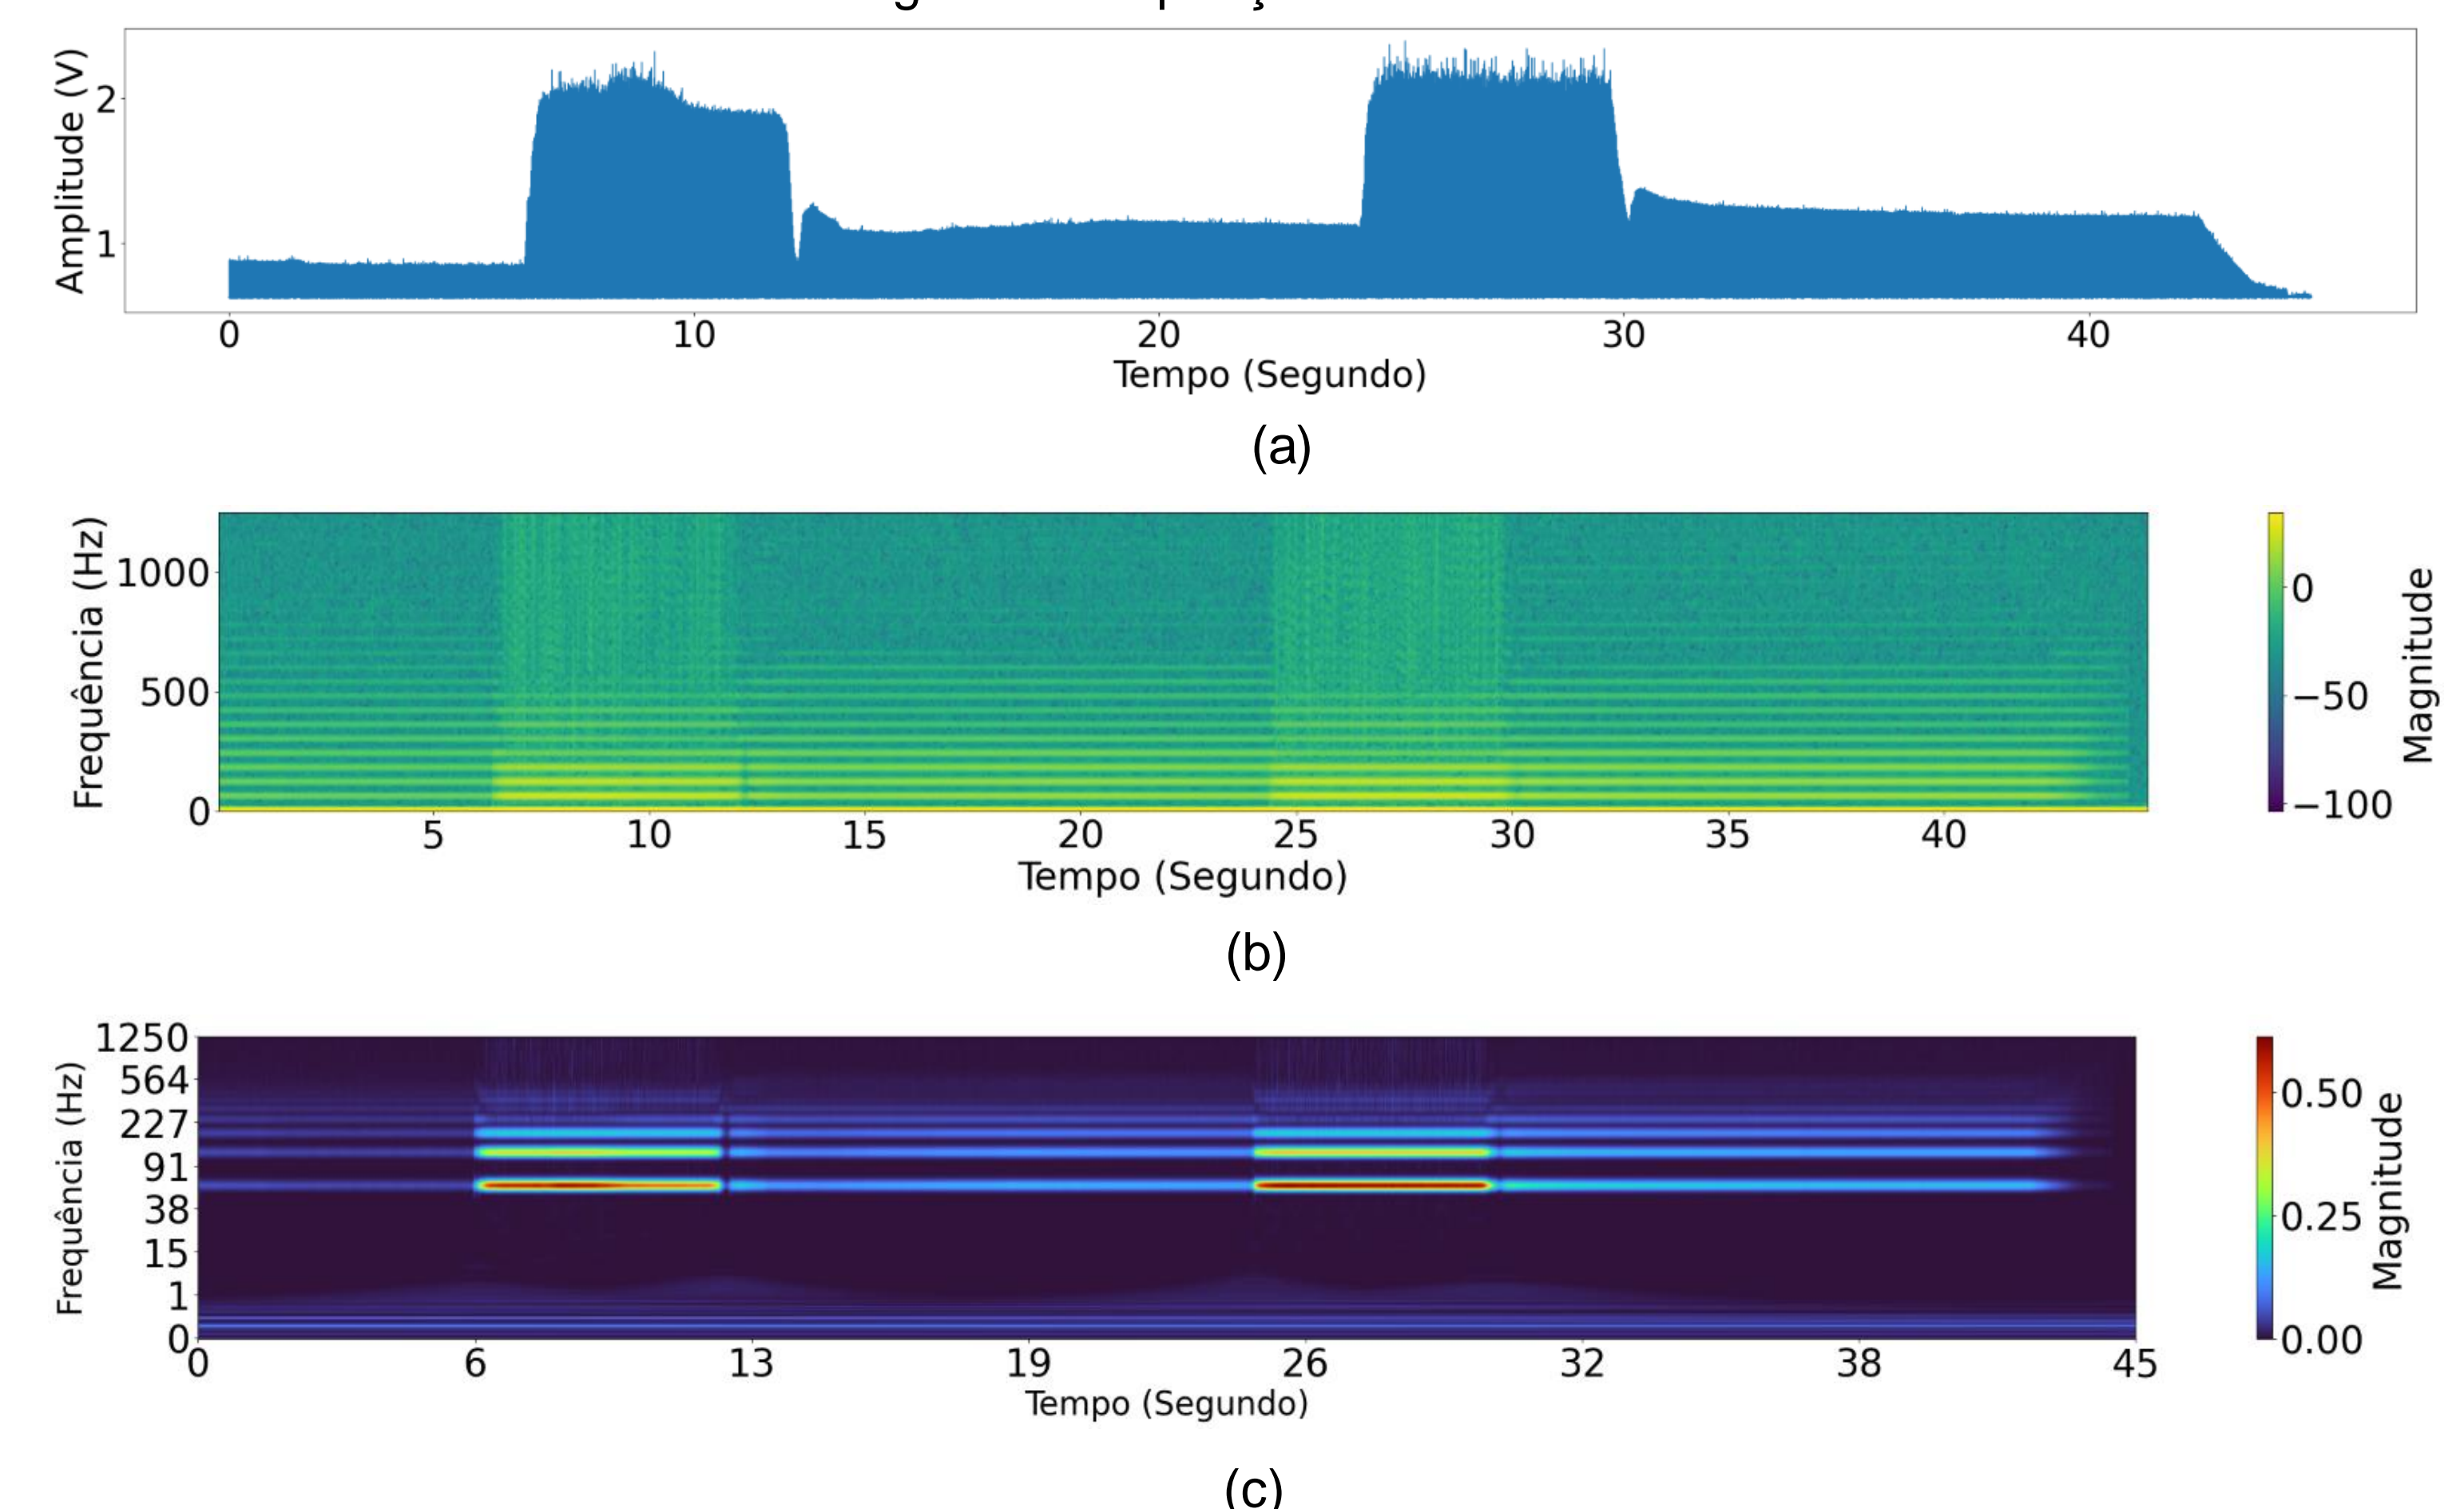 2
1
Amplitude (V)
0 10 20 30 40
Tempo (Segundo)
(a)
1000
500
0
Frequência (Hz)
5 10 15 20 25 30 35 40
Tempo (Segundo)
0
−50
−100
Magnitude
(b)
1250
564
227
91
38
15
1
0
Frequência (Hz)
0 6 13 19 26 32 38 45
Tempo (Segundo)
0.50
0.25
0.00
Magnitude
(c)